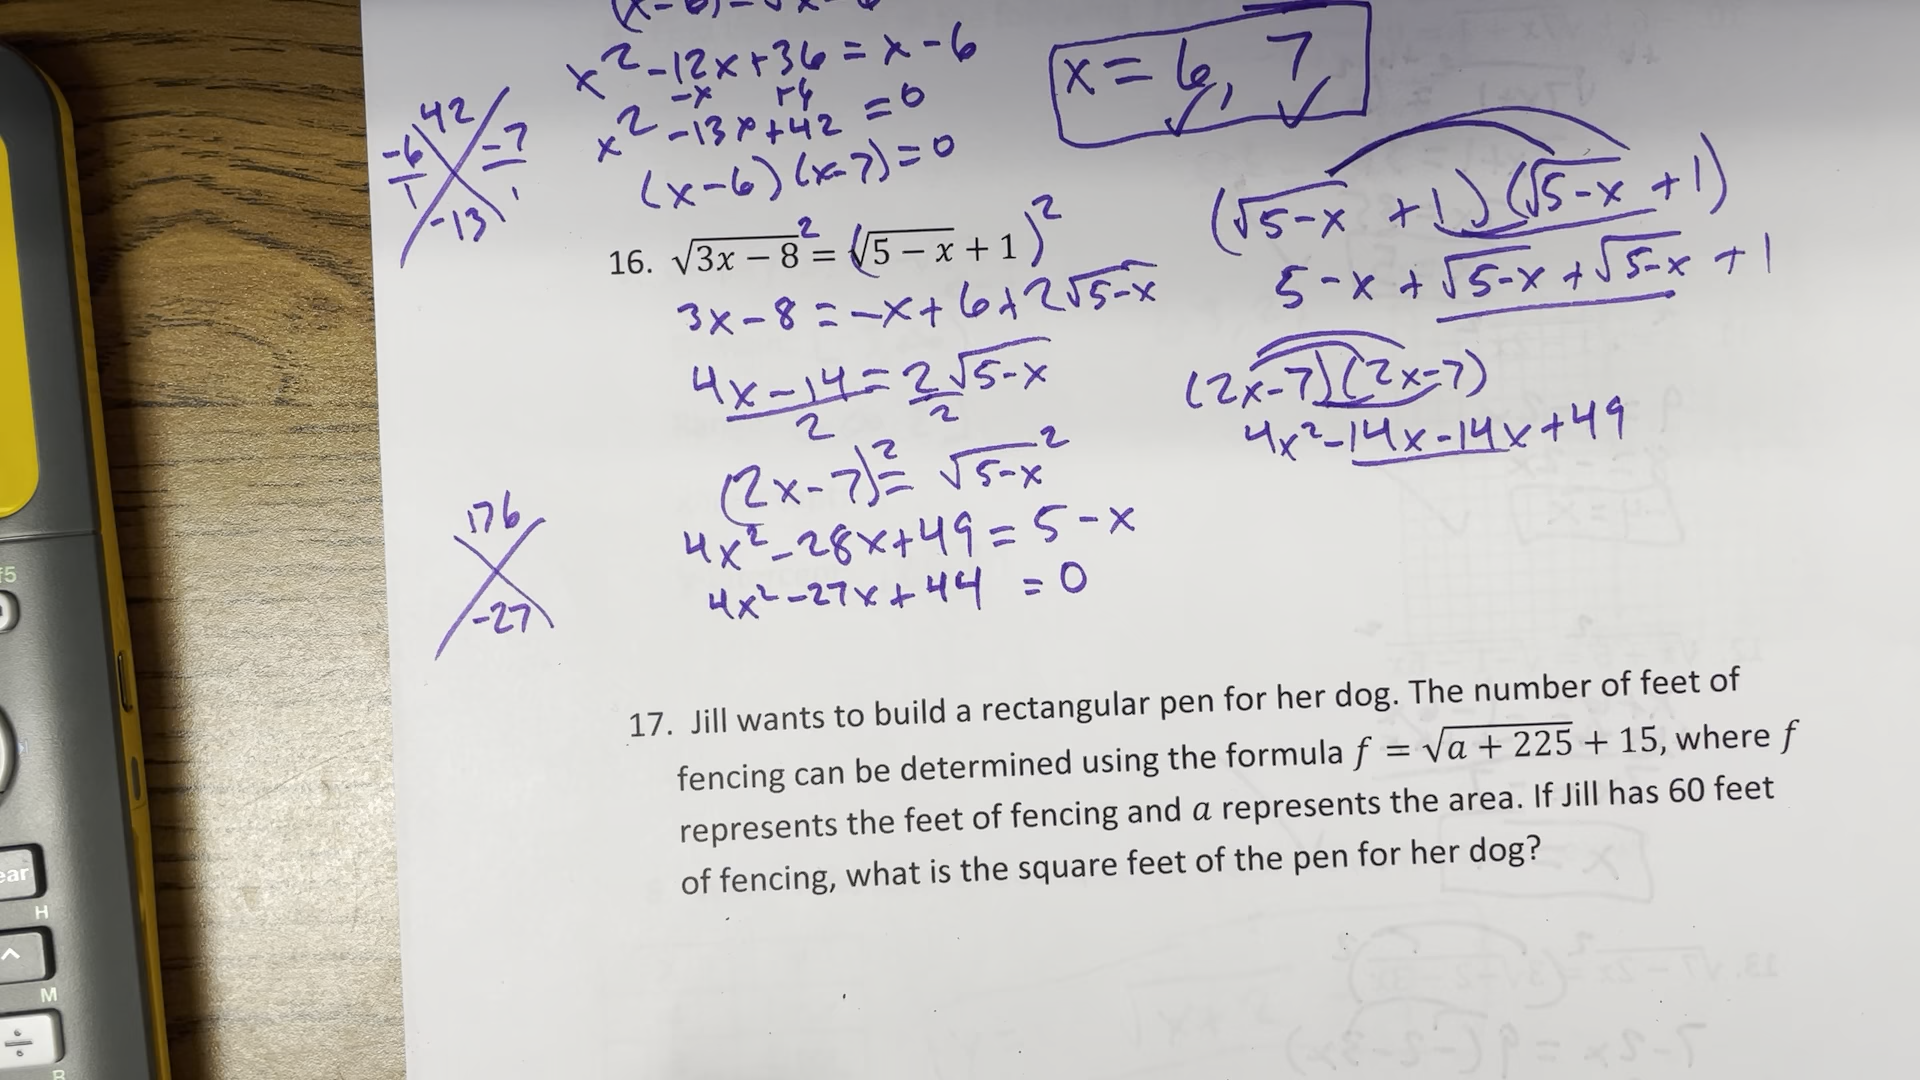 (x-6)=√x-6
x²-12x+36=x-6
-x +6
x²-13x+42=0
(x-6)(x-7)=0
42
-6 -7
1 1
-13
x=6, 7
16. √3x − 8² = (√5 − x + 1)²
3x-8=-x+6+2√5-x
4x-14=2√5-x
2 2
(2x-7)²=√5-x²
4x²-28x+49=5-x
4x²-27x+44=0
176
-27
(√5-x+1)(√5-x+1)
5-x+√5-x+√5-x+1
(2x-7)(2x-7)
4x²-14x-14x+49
17. Jill wants to build a rectangular pen for her dog. The number of feet of
fencing can be determined using the formula f = √a + 225 + 15, where f
represents the feet of fencing and a represents the area. If Jill has 60 feet
of fencing, what is the square feet of the pen for her dog?
f5
ear
H
^
M
÷
R